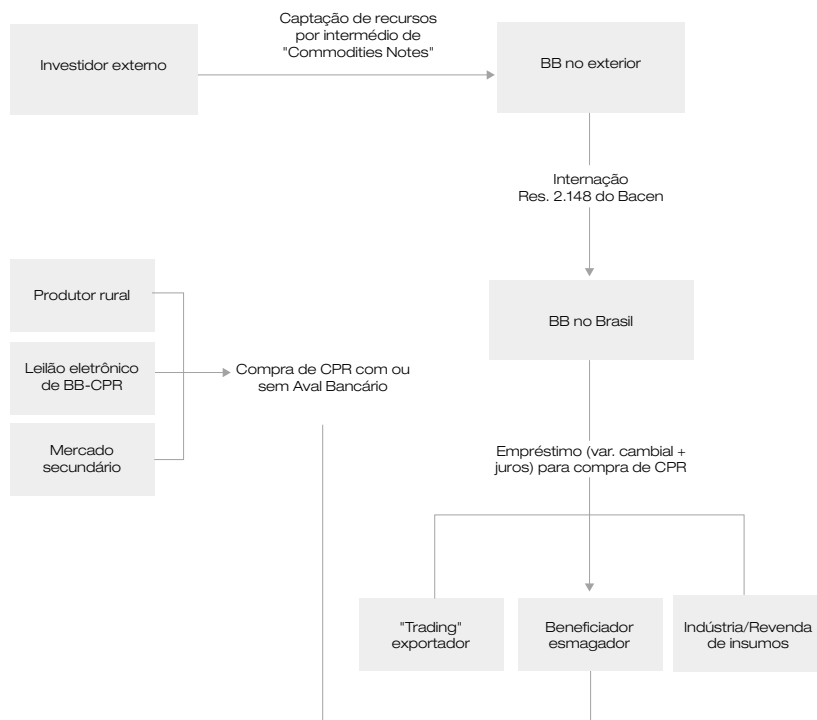 Captação de recursos
por intermédio de
"Commodities Notes"
Investidor externo
BB no exterior
Internação
Res. 2.148 do Bacen
Produtor rural
BB no Brasil
Leilão eletrônico
de BB-CPR
Compra de CPR com ou
sem Aval Bancário
Mercado
secundário
Empréstimo (var. cambial +
juros) para compra de CPR
"Trading"
exportador
Beneficiador
esmagador
Indústria/Revenda
de insumos